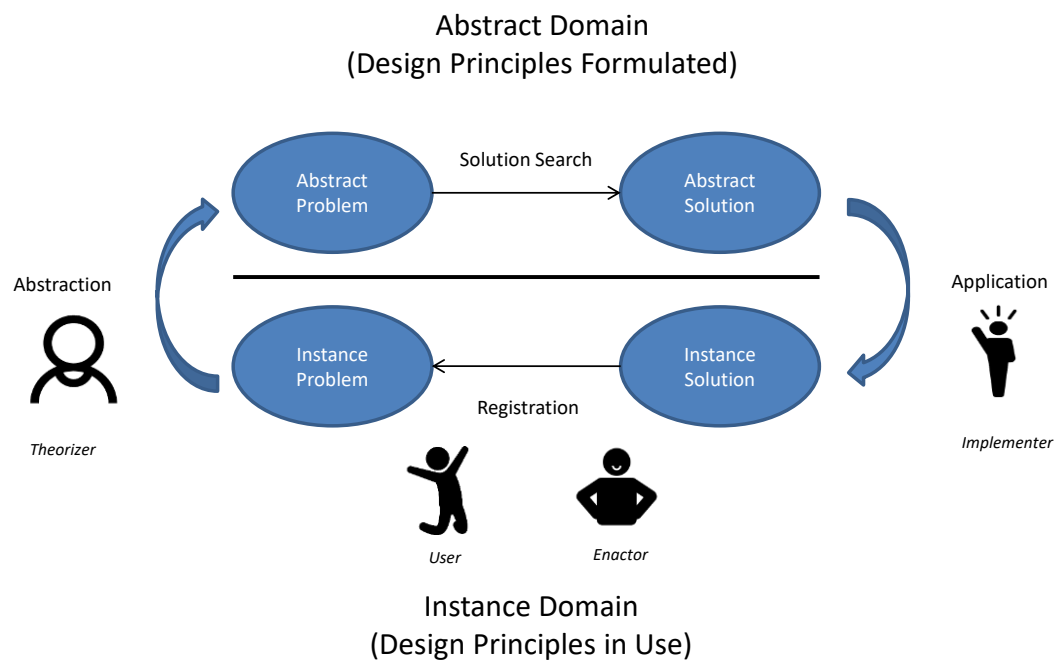 Abstract Domain
(Design Principles Formulated)
Solution Search
Abstract
Problem
Abstract
Solution
Abstraction
Application
Instance
Problem
Instance
Solution
Registration
Theorizer
Implementer
User
Enactor
Instance Domain
(Design Principles in Use)